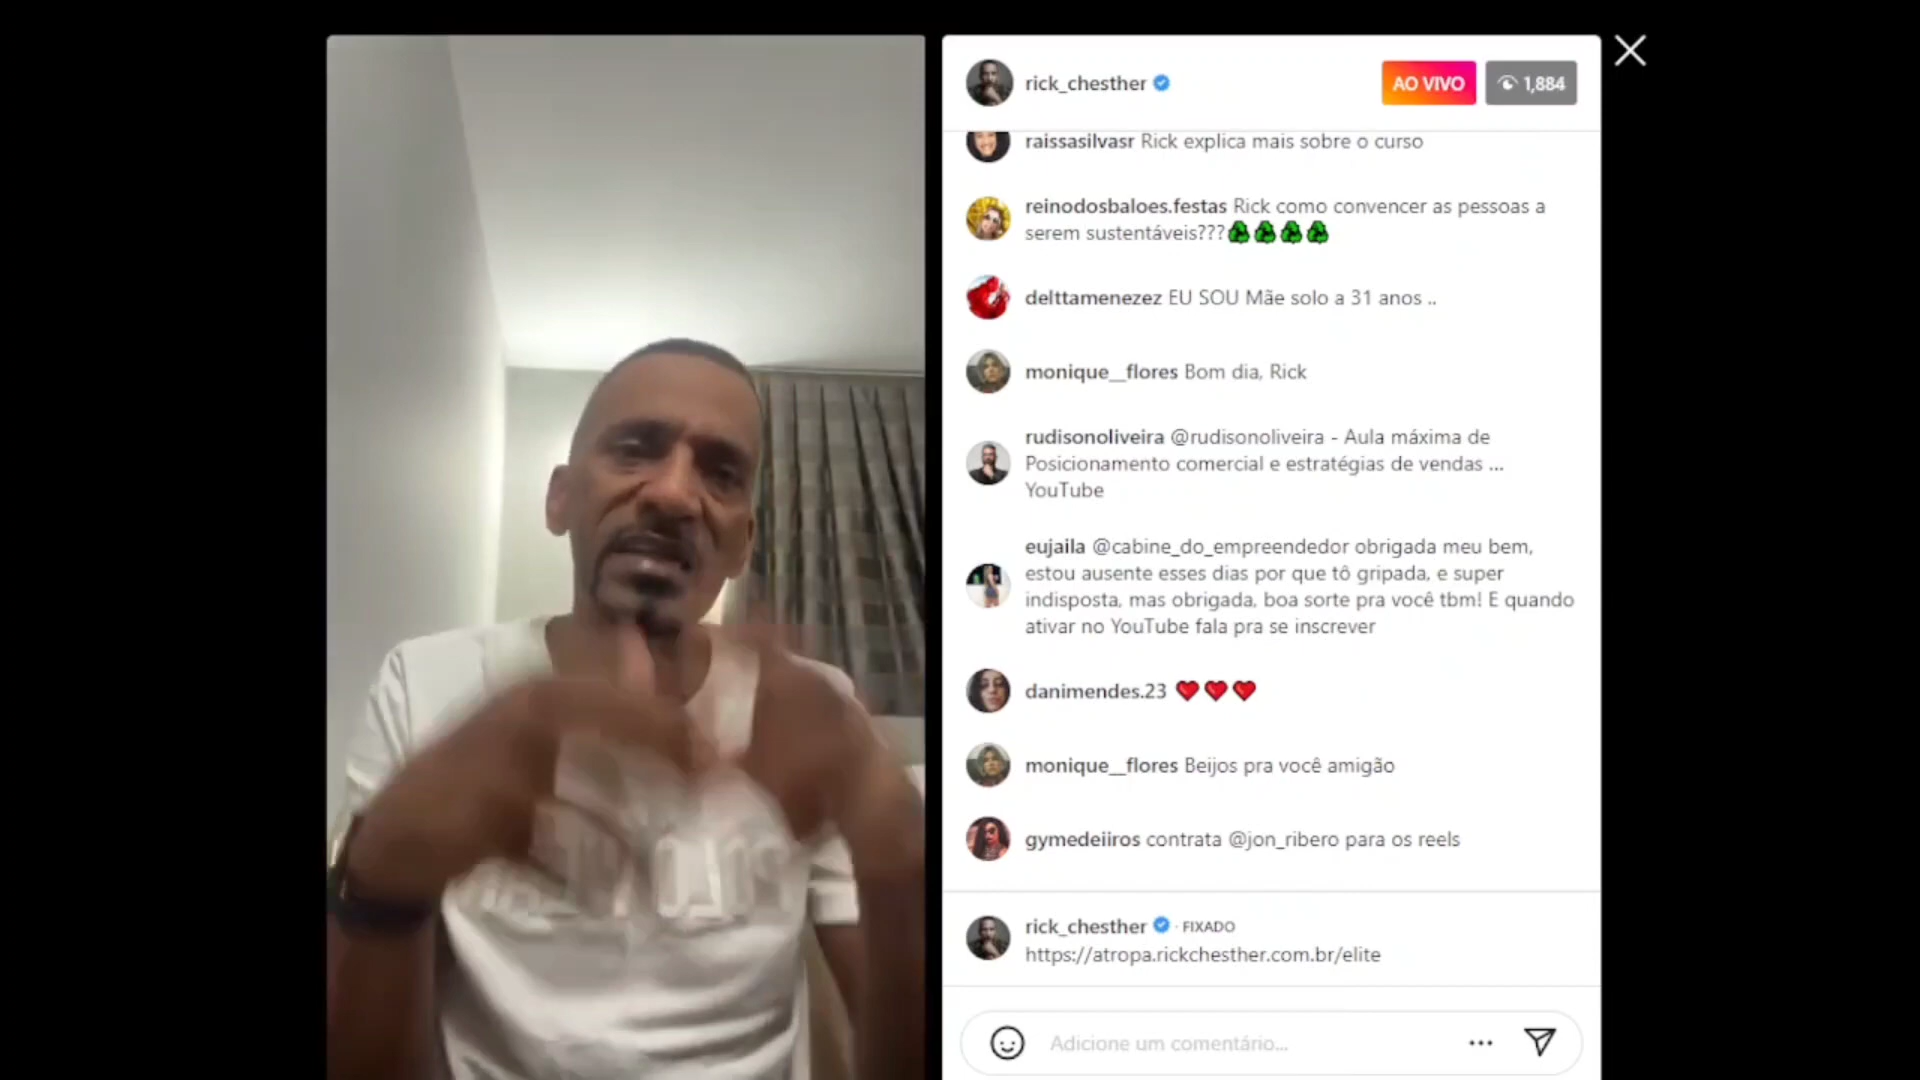 rick_chesther
AO VIVO
1,884
raissasilvasr Rick explica mais sobre o curso
reinodosbaloes.festas Rick como convencer as pessoas a
serem sustentáveis???
delttamenezez EU SOU Mãe solo a 31 anos ..
monique__flores Bom dia, Rick
rudisonoliveira @rudisonoliveira - Aula máxima de
Posicionamento comercial e estratégias de vendas ...
YouTube
eujaila @cabine_do_empreendedor obrigada meu bem,
estou ausente esses dias por que tô gripada, e super
indisposta, mas obrigada, boa sorte pra você tbm! E quando
ativar no YouTube fala pra se inscrever
danimendes.23 ❤❤❤
monique__flores Beijos pra você amigão
gymedeiiros contrata @jon_ribero para os reels
rick_chesther · FIXADO
https://atropa.rickchesther.com.br/elite
Adicione um comentário...